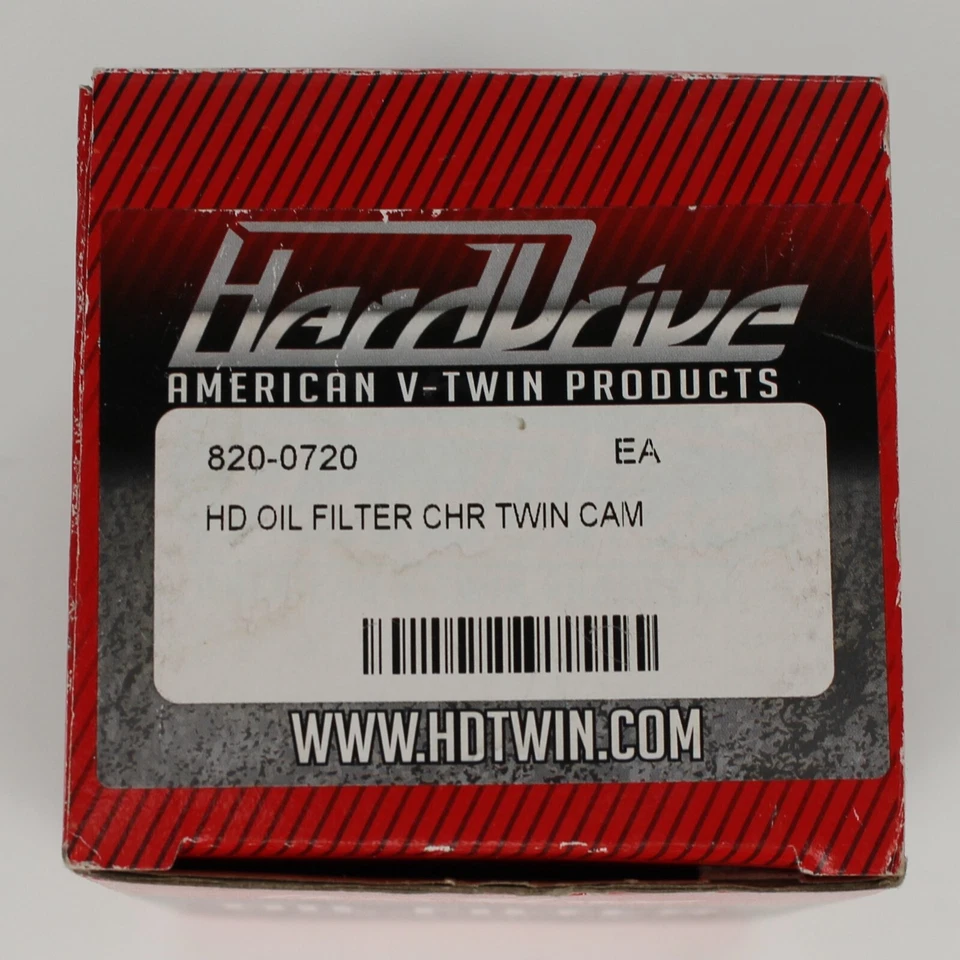 HardDrive
AMERICAN V-TWIN PRODUCTS
820-0720 EA
HD OIL FILTER CHR TWIN CAM
WWW.HDTWIN.COM